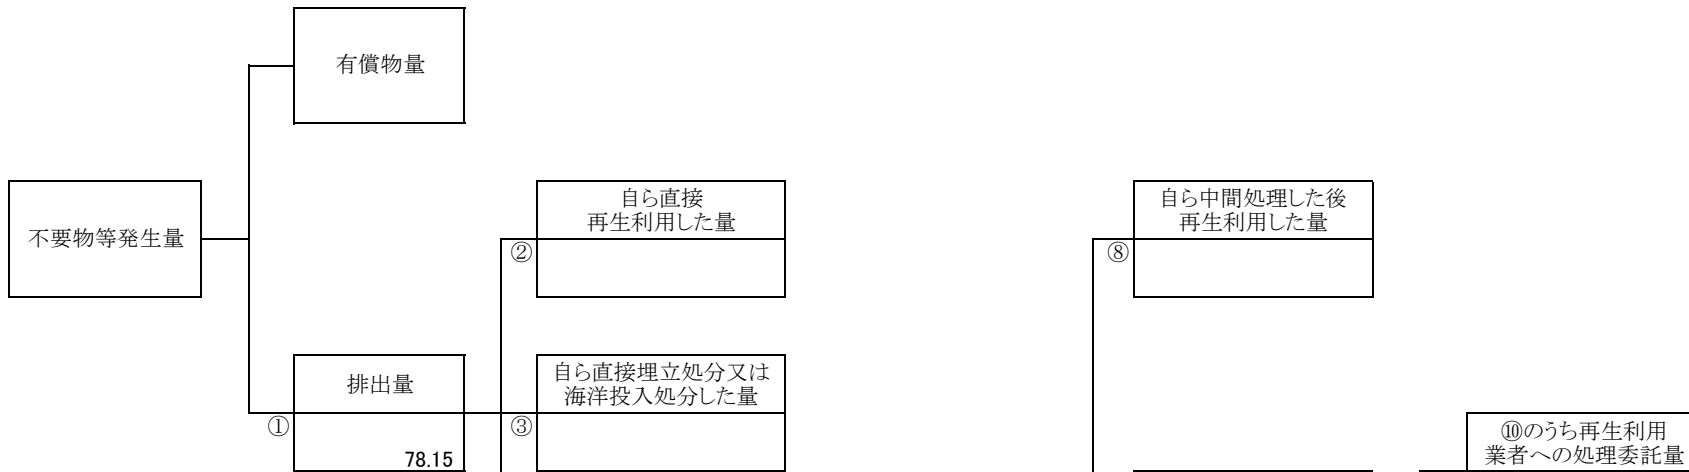 有償物量
不要物等発生量
自ら直接
再生利用した量
②
自ら中間処理した後
再生利用した量
⑧
排出量
①
78.15
自ら直接埋立処分又は
海洋投入処分した量
③
⑩のうち再生利用
業者への処理委託量